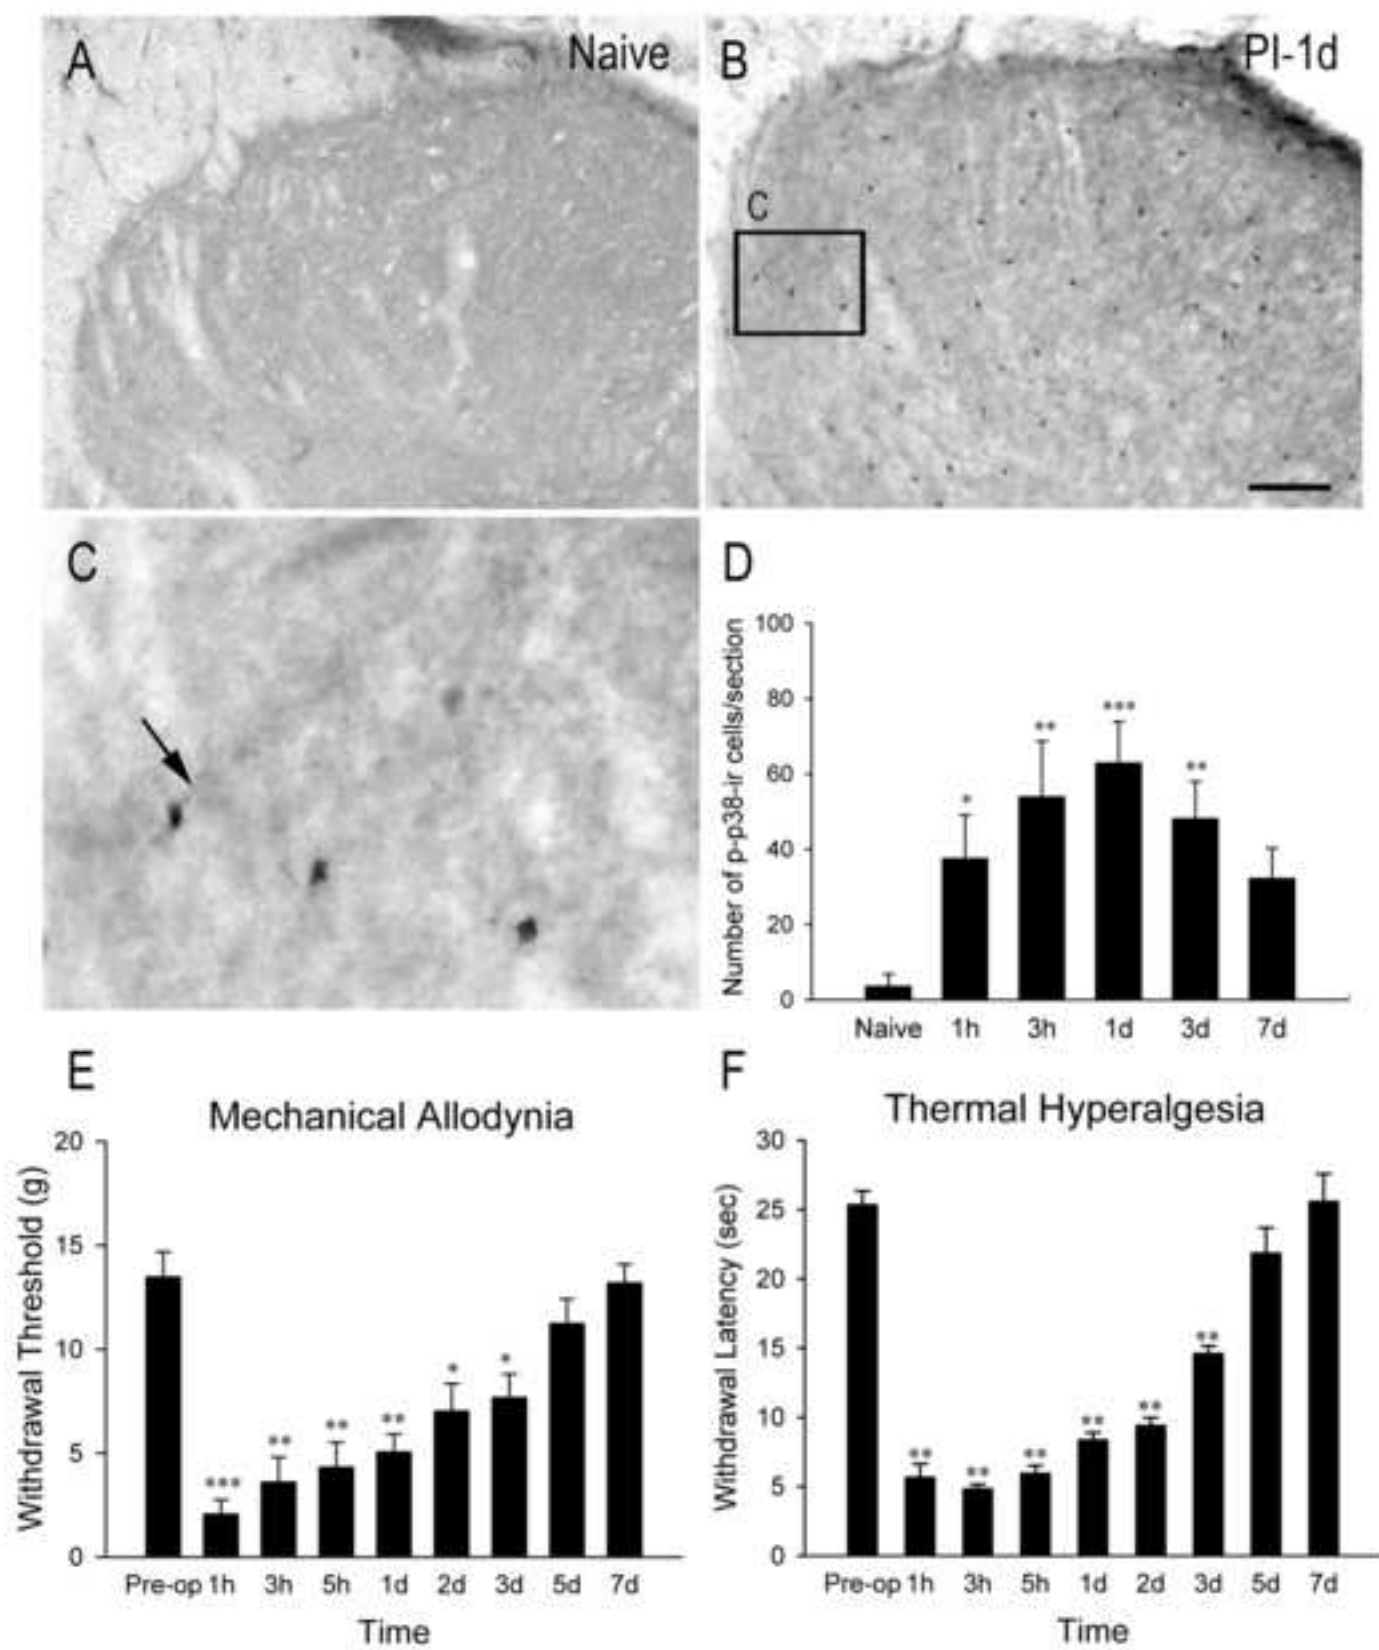 A
Naive
B
PI-1d
C
C
D
Number of p-p38-ir cells/section
100
80
60
40
20
0
*
**
***
**
Naive 1h 3h 1d 3d 7d
E
Mechanical Allodynia
Withdrawal Threshold (g)
20
15
10
5
0
***
**
**
**
*
*
Pre-op 1h 3h 5h 1d 2d 3d 5d 7d
Time
F
Thermal Hyperalgesia
Withdrawal Latency (sec)
30
25
20
15
10
5
0
**
**
**
**
**
**
Pre-op 1h 3h 5h 1d 2d 3d 5d 7d
Time